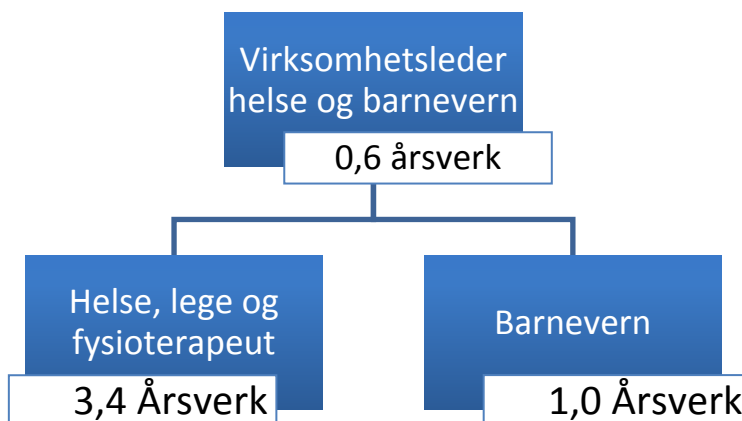 Virksomhetsleder
helse og barnevern
0,6 årsverk
Helse, lege og
fysioterapeut
3,4 Årsverk
Barnevern
1,0 Årsverk